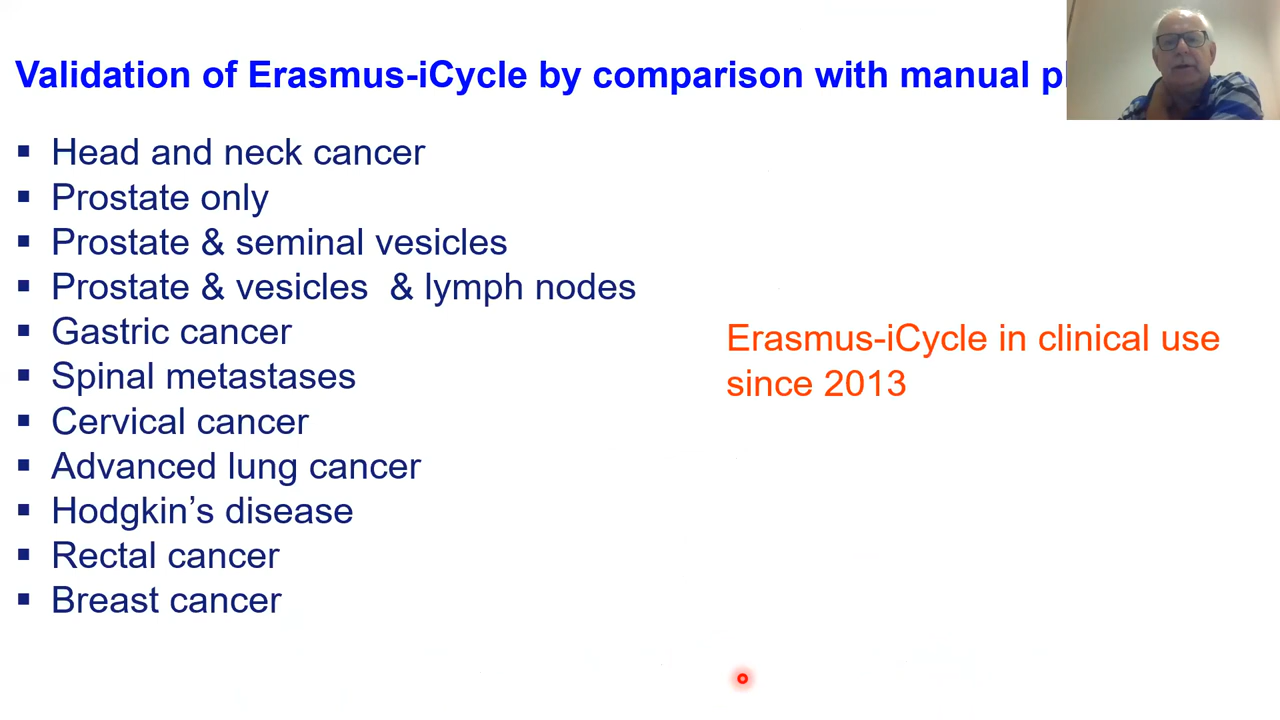 Validation of Erasmus-iCycle by comparison with manual
▪ Head and neck cancer
▪ Prostate only
▪ Prostate & seminal vesicles
▪ Prostate & vesicles & lymph nodes
▪ Gastric cancer
▪ Spinal metastases
▪ Cervical cancer
▪ Advanced lung cancer
▪ Hodgkin’s disease
▪ Rectal cancer
▪ Breast cancer
Erasmus-iCycle in clinical use
since 2013